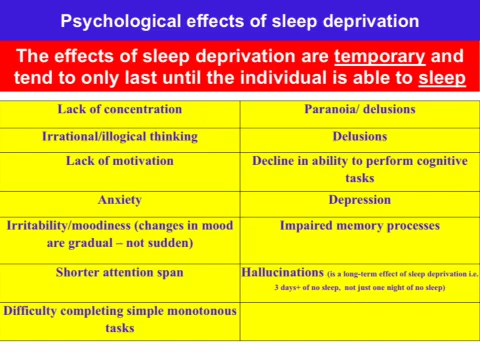 Psychological effects of sleep deprivation
The effects of sleep deprivation are temporary and
tend to only last until the individual is able to sleep
Lack of concentration
Paranoia/ delusions
Irrational/illogical thinking
Delusions
Lack of motivation
Decline in ability to perform cognitive
tasks
Anxiety
Depression
Irritability/moodiness (changes in mood
are gradual – not sudden)
Impaired memory processes
Shorter attention span
Hallucinations (is a long-term effect of sleep deprivation i.e.
3 days+ of no sleep, not just one night of no sleep)
Difficulty completing simple monotonous
tasks